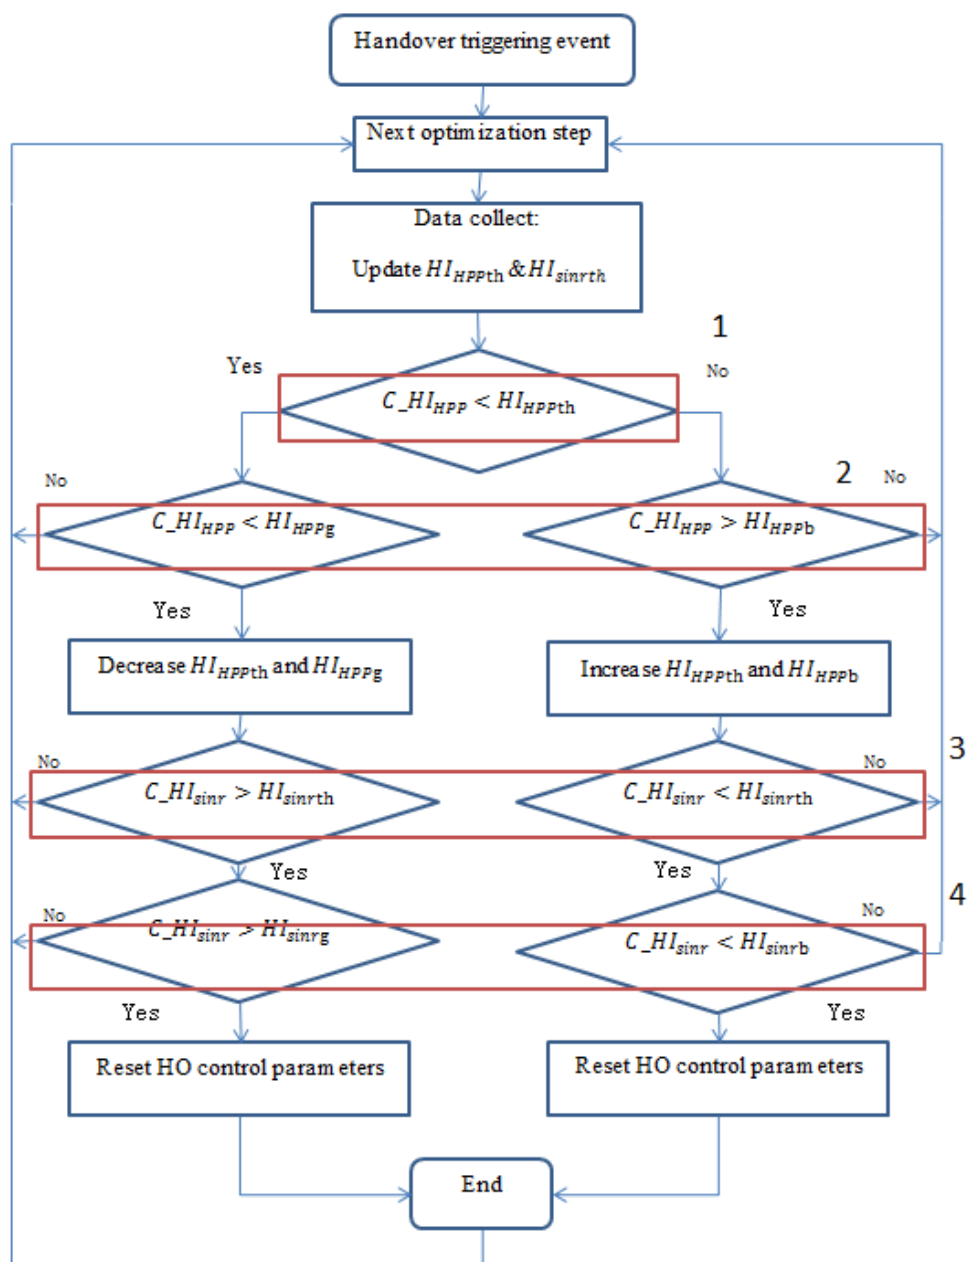 Handover triggering event
Next optimization step
Data collect:
Update HI_HPPth & HI_sinrth
1
Yes
No
C_HI_HPP < HI_HPPth
No
2
No
C_HI_HPP < HI_HPPg
C_HI_HPP > HI_HPPb
Yes
Yes
Decrease HI_HPPth and HI_HPPg
Increase HI_HPPth and HI_HPPb
3
No
No
C_HI_sinr > HI_sinrth
C_HI_sinr < HI_sinrth
Yes
Yes
4
No
No
C_HI_sinr > HI_sinrg
C_HI_sinr < HI_sinrb
Yes
Yes
Reset HO control parameters
Reset HO control parameters
End